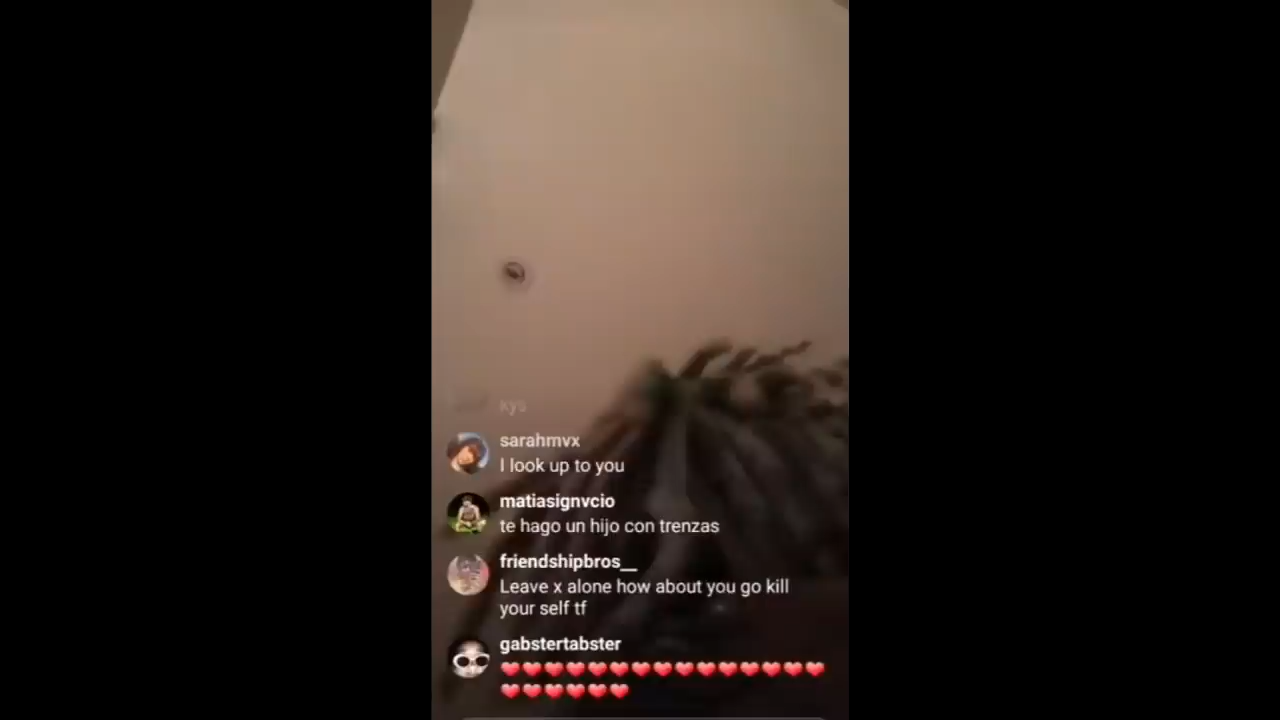 kys
sarahmvx
I look up to you
matiasignvcio
te hago un hijo con trenzas
friendshipbros__
Leave x alone how about you go kill
your self tf
gabstertabster
❤❤❤❤❤❤❤❤❤❤❤❤❤❤❤
❤❤❤❤❤❤